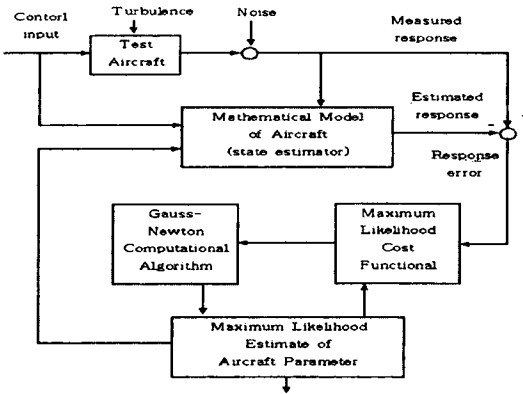 Contorl
input
Turbulence
Noise
Measured
response
Test
Aircraft
Mathematical Model
of Aircraft
(state estimator)
Estimated
response
-
Response
error
Gauss-
Newton
Computational
Algorithm
Maximum
Likelihood
Cost
Functional
Maximum Likelihood
Estimate of
Aircraft Parameter